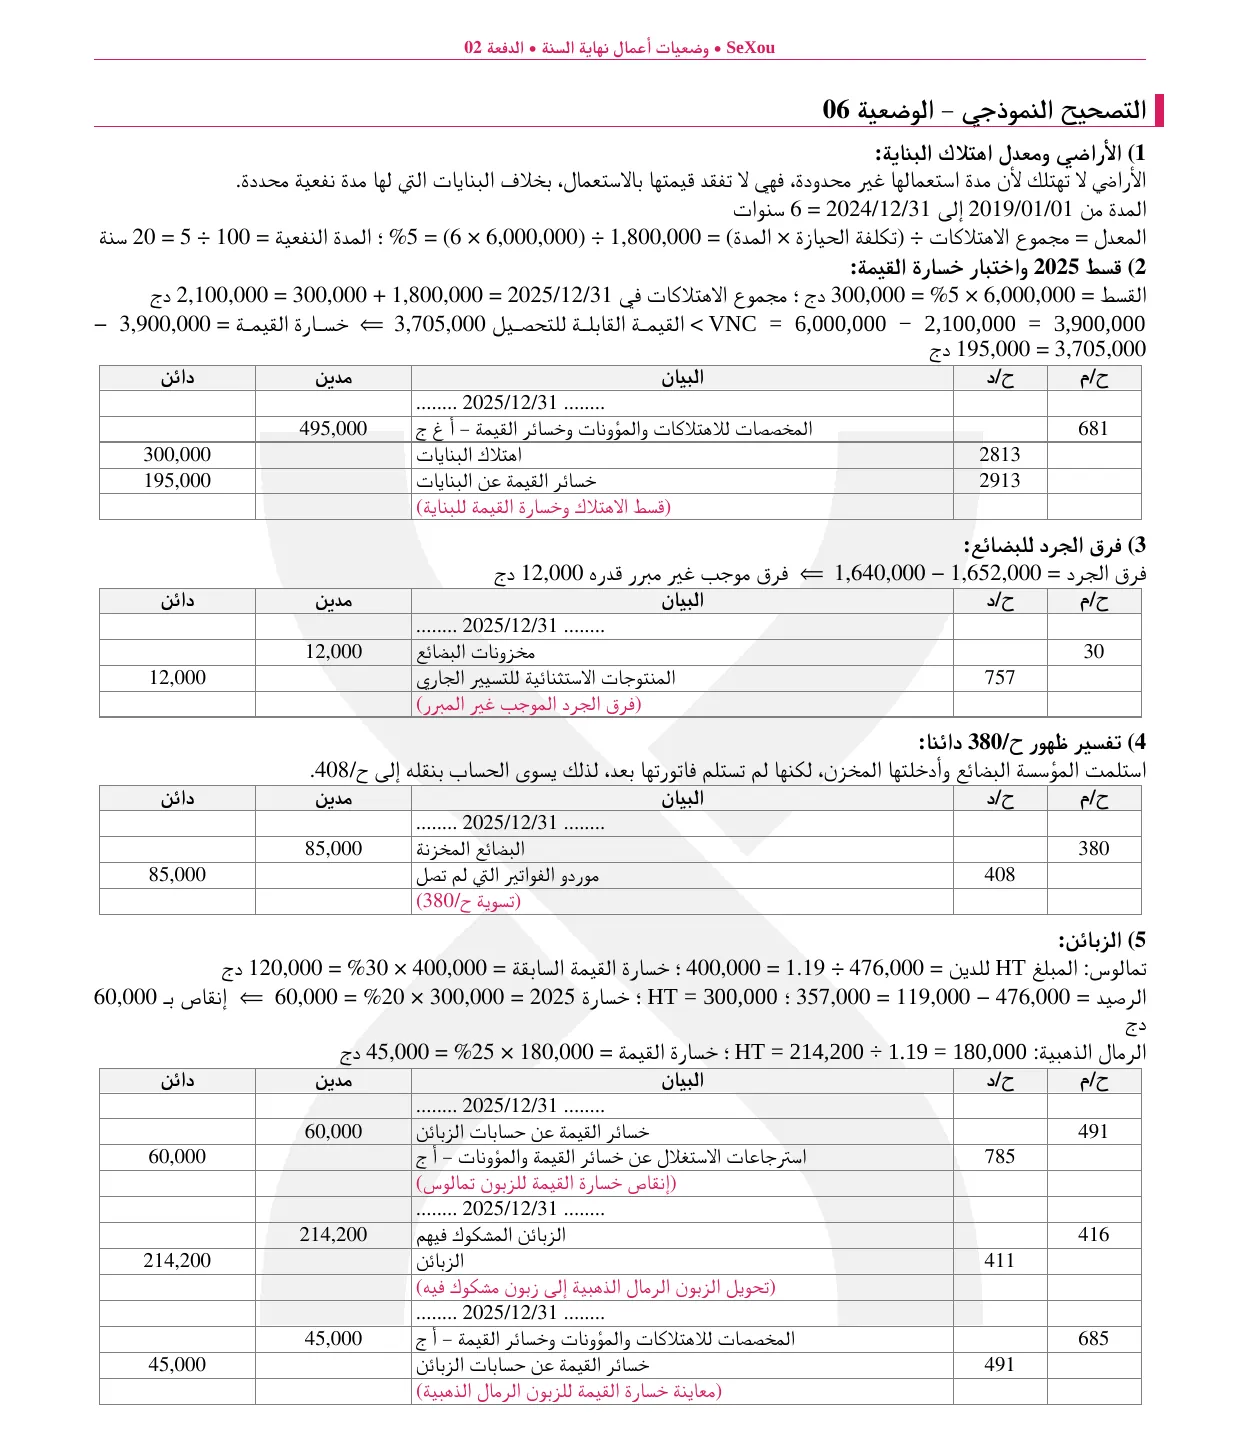 SeXou • وضعيات أعمال نهاية السنة • الدفعة 02
التصحيح النموذجي – الوضعية 06
1) الأراضي ومعدل اهتلاك البناية:
الأراضي لا تهتلك لأن مدة استعمالها غير محدودة، فهي لا تفقد قيمتها بالاستعمال، بخلاف البنايات التي لها مدة نفعية محددة.
المدة من 2019/01/01 إلى 2024/12/31 = 6 سنوات
المعدل = مجموع الاهتلاكات ÷ (تكلفة الحيازة × المدة) = 1,800,000 ÷ (6,000,000 × 6) = 5% ؛ المدة النفعية = 100 ÷ 5 = 20 سنة
2) قسط 2025 واختبار خسارة القيمة:
القسط = 6,000,000 × 5% = 300,000 دج ؛ مجموع الاهتلاكات في 2025/12/31 = 1,800,000 + 300,000 = 2,100,000 دج
VNC = 6,000,000 − 2,100,000 = 3,900,000 > القيمة القابلة للتحصيل 3,705,000 ⟸ خسارة القيمة = 3,900,000 −
3,705,000 = 195,000 دج
ح/م ح/د البيان مدين دائن
........ 2025/12/31 ........
681 المخصصات للاهتلاكات والمؤونات وخسائر القيمة – أ غ ج 495,000
2813 اهتلاك البنايات 300,000
2913 خسائر القيمة عن البنايات 195,000
(قسط الاهتلاك وخسارة القيمة للبناية)
3) فرق الجرد للبضائع:
فرق الجرد = 1,652,000 − 1,640,000 ⟸ فرق موجب غير مبرر قدره 12,000 دج
ح/م ح/د البيان مدين دائن
........ 2025/12/31 ........
30 مخزونات البضائع 12,000
757 المنتوجات الاستثنائية للتسيير الجاري 12,000
(فرق الجرد الموجب غير المبرر)
4) تفسير ظهور ح/380 دائنا:
استلمت المؤسسة البضائع وأدخلتها المخزن، لكنها لم تستلم فاتورتها بعد، لذلك يسوى الحساب بنقله إلى ح/408.
ح/م ح/د البيان مدين دائن
........ 2025/12/31 ........
380 البضائع المخزنة 85,000
408 موردو الفواتير التي لم تصل 85,000
(تسوية ح/380)
5) الزبائن:
تمالوس: المبلغ HT للدين = 476,000 ÷ 1.19 = 400,000 ؛ خسارة القيمة السابقة = 400,000 × 30% = 120,000 دج
الرصيد = 476,000 − 119,000 = 357,000 ؛ HT = 300,000 ؛ خسارة 2025 = 300,000 × 20% = 60,000 ⟸ إنقاص بـ 60,000
دج
الرمال الذهبية: HT = 214,200 ÷ 1.19 = 180,000 ؛ خسارة القيمة = 180,000 × 25% = 45,000 دج
ح/م ح/د البيان مدين دائن
........ 2025/12/31 ........
491 خسائر القيمة عن حسابات الزبائن 60,000
785 استرجاعات الاستغلال عن خسائر القيمة والمؤونات – أ ج 60,000
(إنقاص خسارة القيمة للزبون تمالوس)
........ 2025/12/31 ........
416 الزبائن المشكوك فيهم 214,200
411 الزبائن 214,200
(تحويل الزبون الرمال الذهبية إلى زبون مشكوك فيه)
........ 2025/12/31 ........
685 المخصصات للاهتلاكات والمؤونات وخسائر القيمة – أ ج 45,000
491 خسائر القيمة عن حسابات الزبائن 45,000
(معاينة خسارة القيمة للزبون الرمال الذهبية)